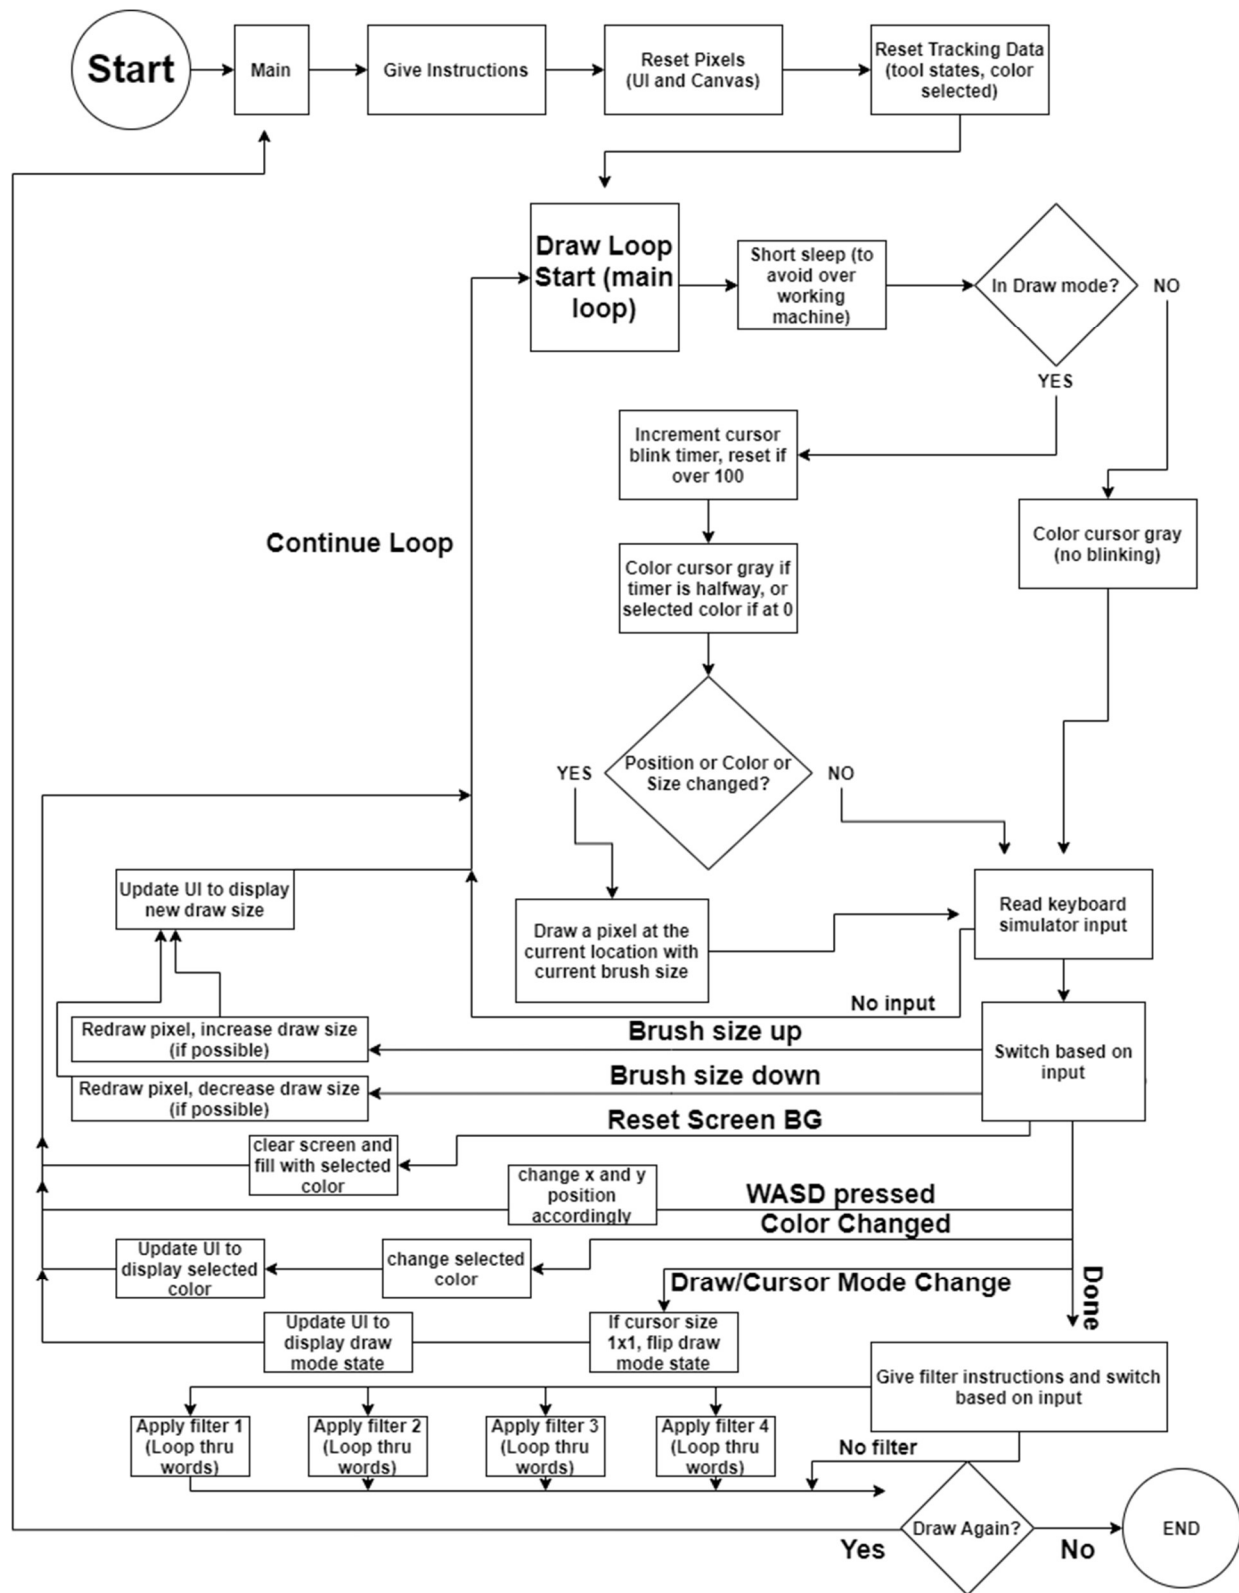 Start
Main
Give Instructions
Reset Pixels
(UI and Canvas)
Reset Tracking Data
(tool states, color
selected)
Draw Loop
Start (main
loop)
Short sleep (to
avoid over
working
machine)
In Draw mode?
NO
YES
Increment cursor
blink timer, reset if
over 100
Color cursor gray
(no blinking)
Continue Loop
Color cursor gray if
timer is halfway, or
selected color if at 0
Position or Color or
Size changed?
YES
NO
Update UI to display
new draw size
Draw a pixel at the
current location with
current brush size
Read keyboard
simulator input
No input
Redraw pixel, increase draw size
(if possible)
Brush size up
Switch based on
input
Redraw pixel, decrease draw size
(if possible)
Brush size down
Reset Screen BG
clear screen and
fill with selected
color
change x and y
position
accordingly
WASD pressed
Color Changed
Update UI to
display selected
color
change selected
color
Draw/Cursor Mode Change
Done
Update UI to
display draw
mode state
If cursor size
1x1, flip draw
mode state
Give filter instructions and switch
based on input
Apply filter 1
(Loop thru
words)
Apply filter 2
(Loop thru
words)
Apply filter 3
(Loop thru
words)
Apply filter 4
(Loop thru
words)
No filter
Draw Again?
Yes
No
END